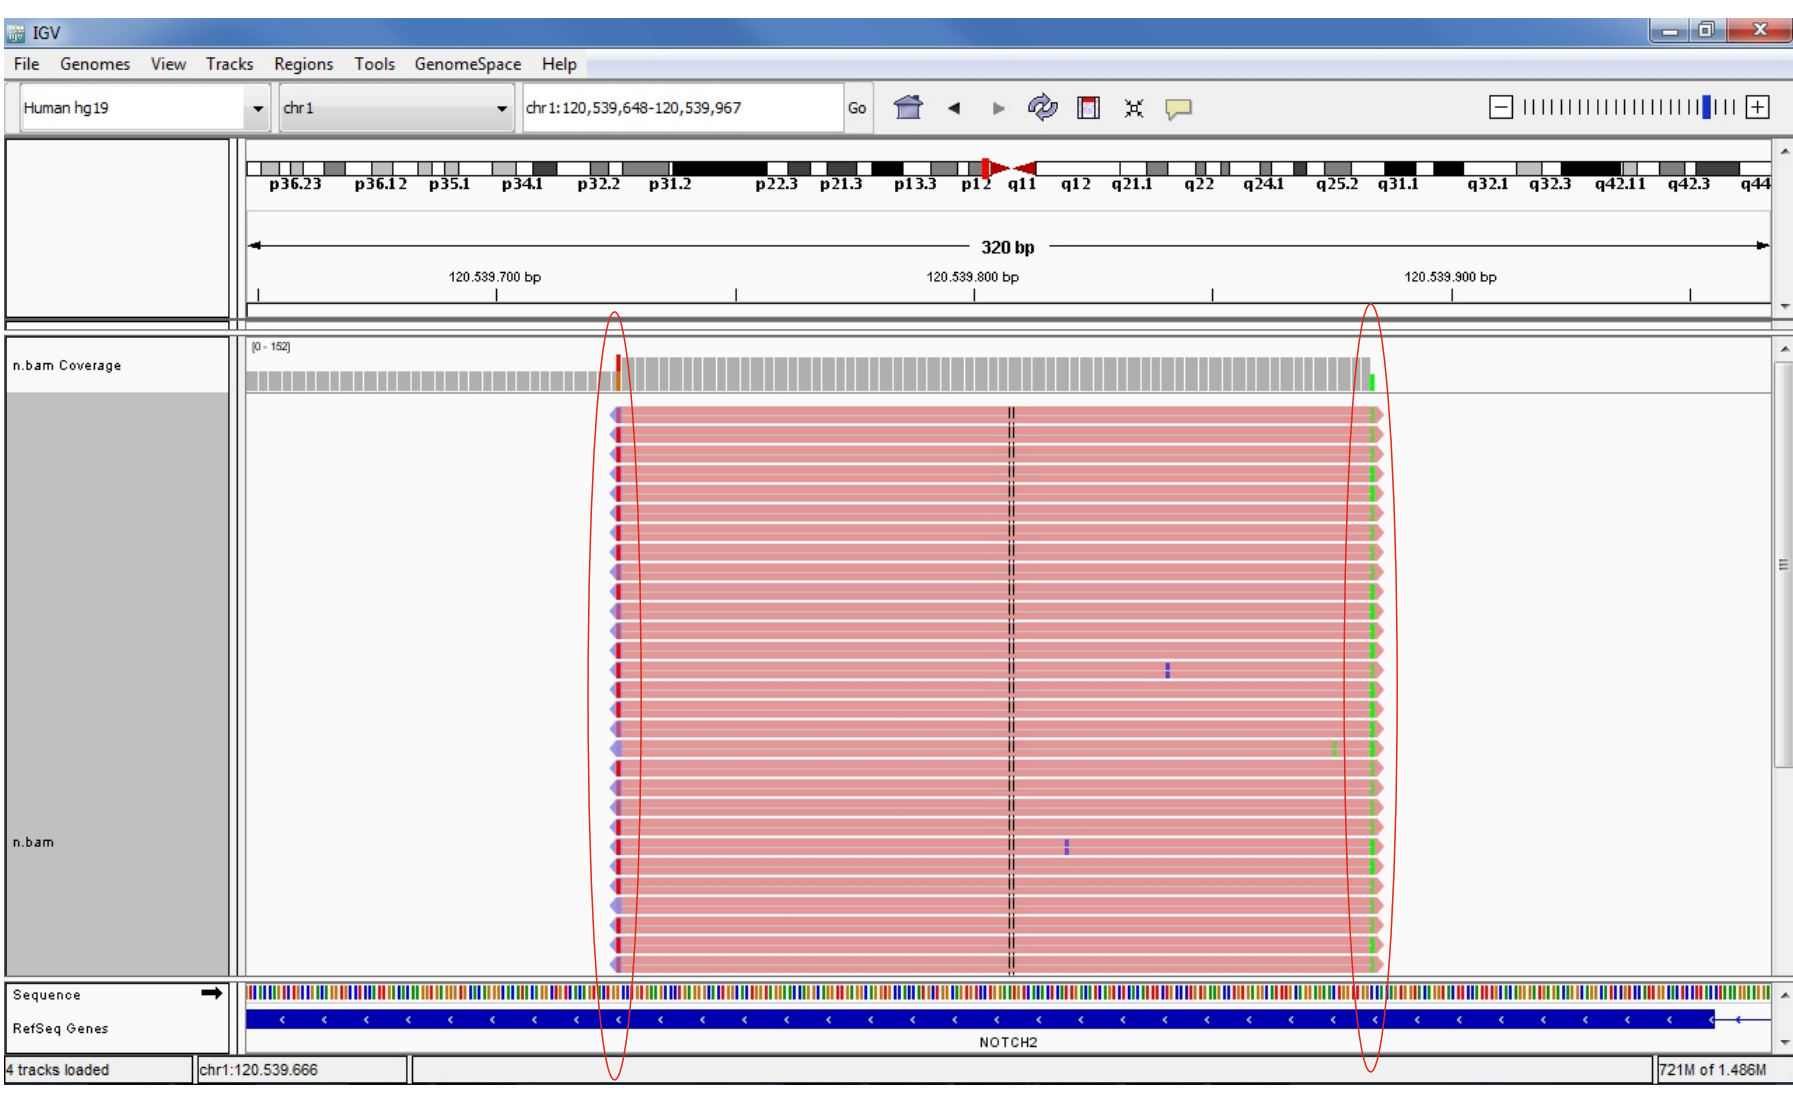 IGV
File Genomes View Tracks Regions Tools GenomeSpace Help
Human hg19 chr1 chr1:120,539,648-120,539,967 Go
p36.23 p36.12 p35.1 p34.1 p32.2 p31.2 p22.3 p21.3 p13.3 p12 q11 q12 q21.1 q22 q24.1 q25.2 q31.1 q32.1 q32.3 q42.11 q42.3 q44
320 bp
120.539.700 bp 120.539.800 bp 120.539.900 bp
[0 - 152]
n.bam Coverage
n.bam
Sequence
RefSeq Genes
NOTCH2
4 tracks loaded chr1:120.539.666 721M of 1.486M